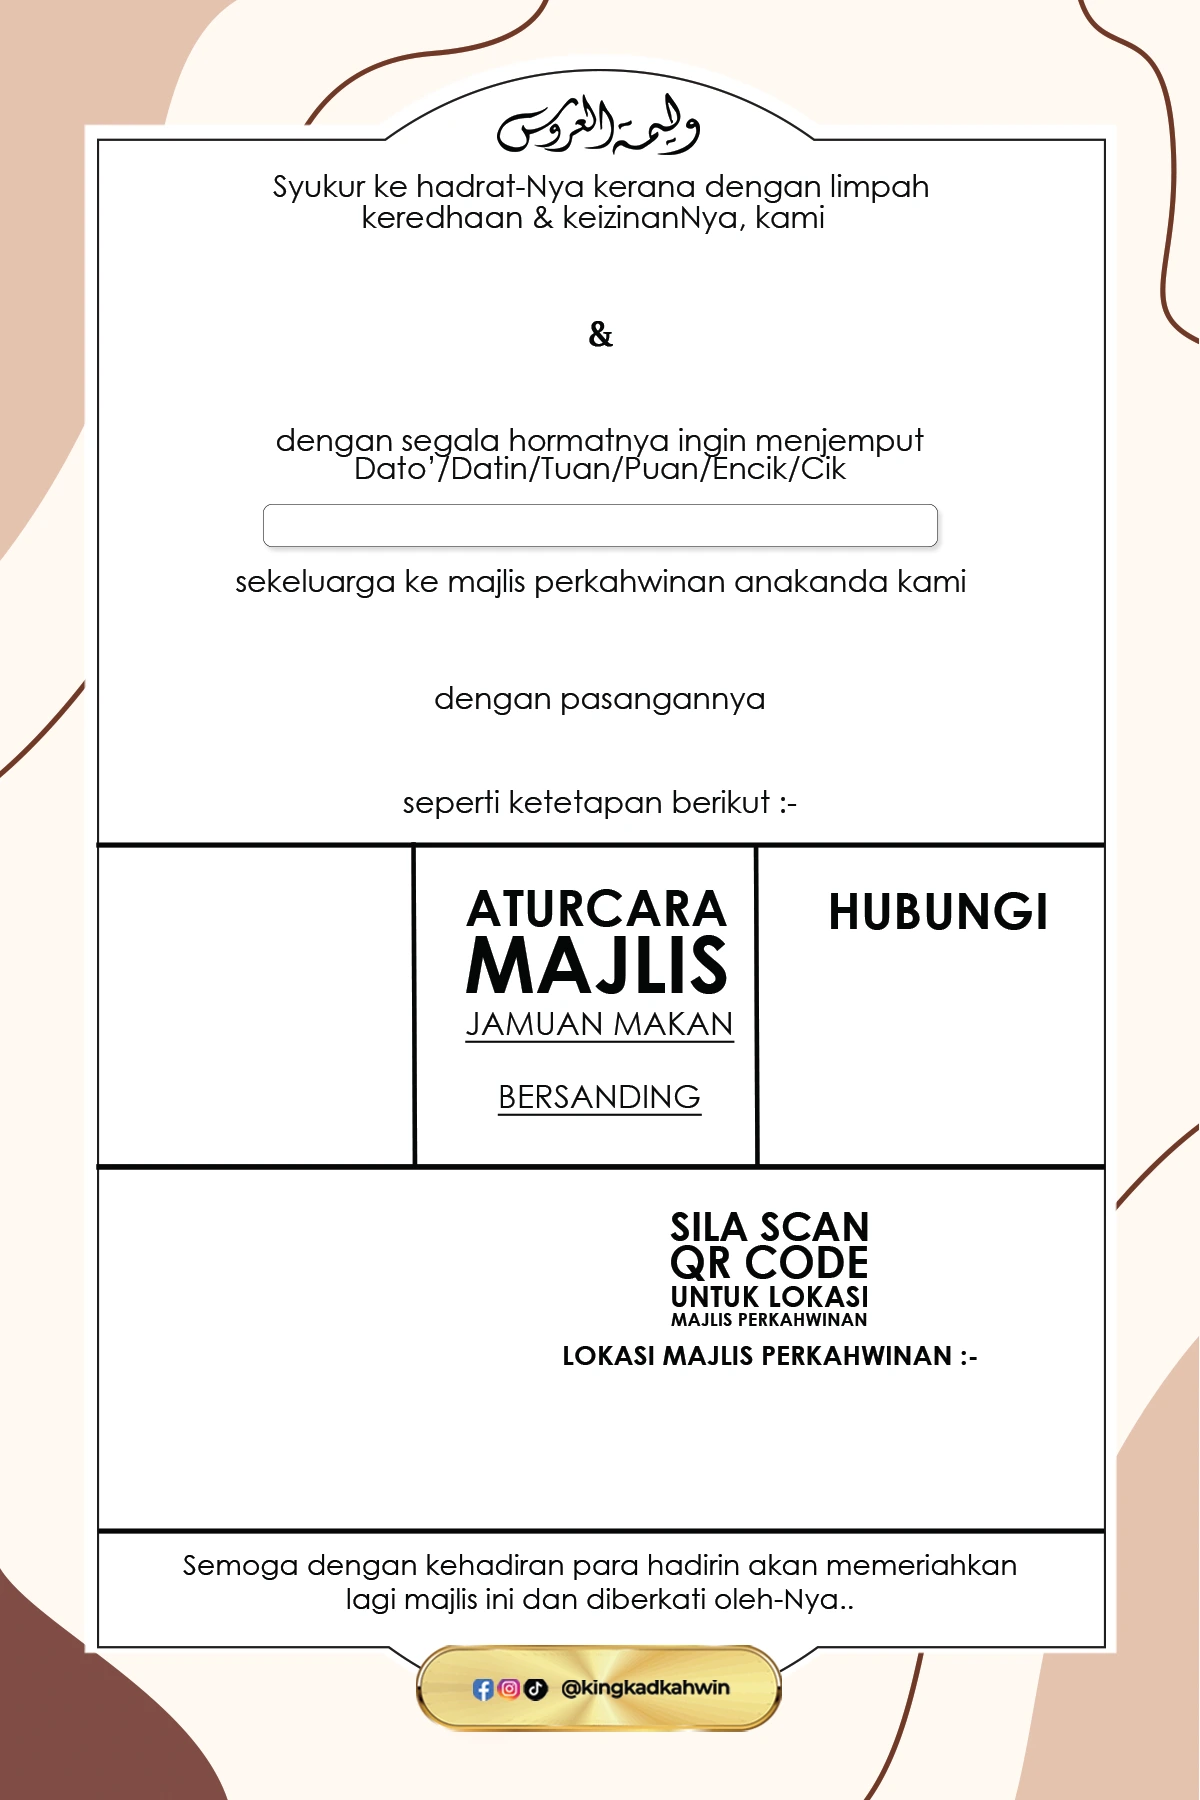 وليمة العروس
Syukur ke hadrat-Nya kerana dengan limpah
keredhaan & keizinanNya, kami
&
dengan segala hormatnya ingin menjemput
Dato’/Datin/Tuan/Puan/Encik/Cik
sekeluarga ke majlis perkahwinan anakanda kami
dengan pasangannya
seperti ketetapan berikut :-
ATURCARA
MAJLIS
JAMUAN MAKAN
BERSANDING
HUBUNGI
SILA SCAN
QR CODE
UNTUK LOKASI
MAJLIS PERKAHWINAN
LOKASI MAJLIS PERKAHWINAN :-
Semoga dengan kehadiran para hadirin akan memeriahkan
lagi majlis ini dan diberkati oleh-Nya..
@kingkadkahwin